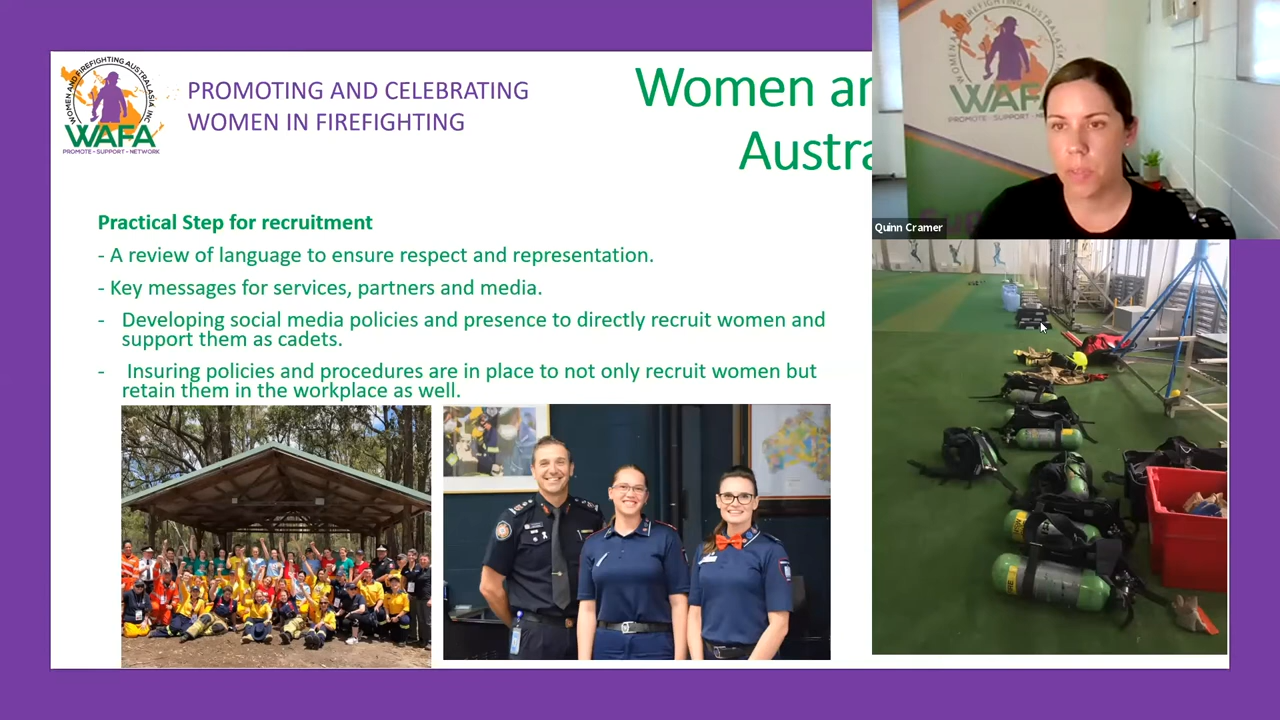 WOMEN AND FIREFIGHTING AUSTRALASIA INC
WAFA
PROMOTE • SUPPORT • NETWORK
PROMOTING AND CELEBRATING
WOMEN IN FIREFIGHTING
Women an
Austra
Practical Step for recruitment
- A review of language to ensure respect and representation.
- Key messages for services, partners and media.
- Developing social media policies and presence to directly recruit women and
support them as cadets.
- Insuring policies and procedures are in place to not only recruit women but
retain them in the workplace as well.
WAFA
PROMOTE • SUPPORT • NETWORK
Quinn Cramer